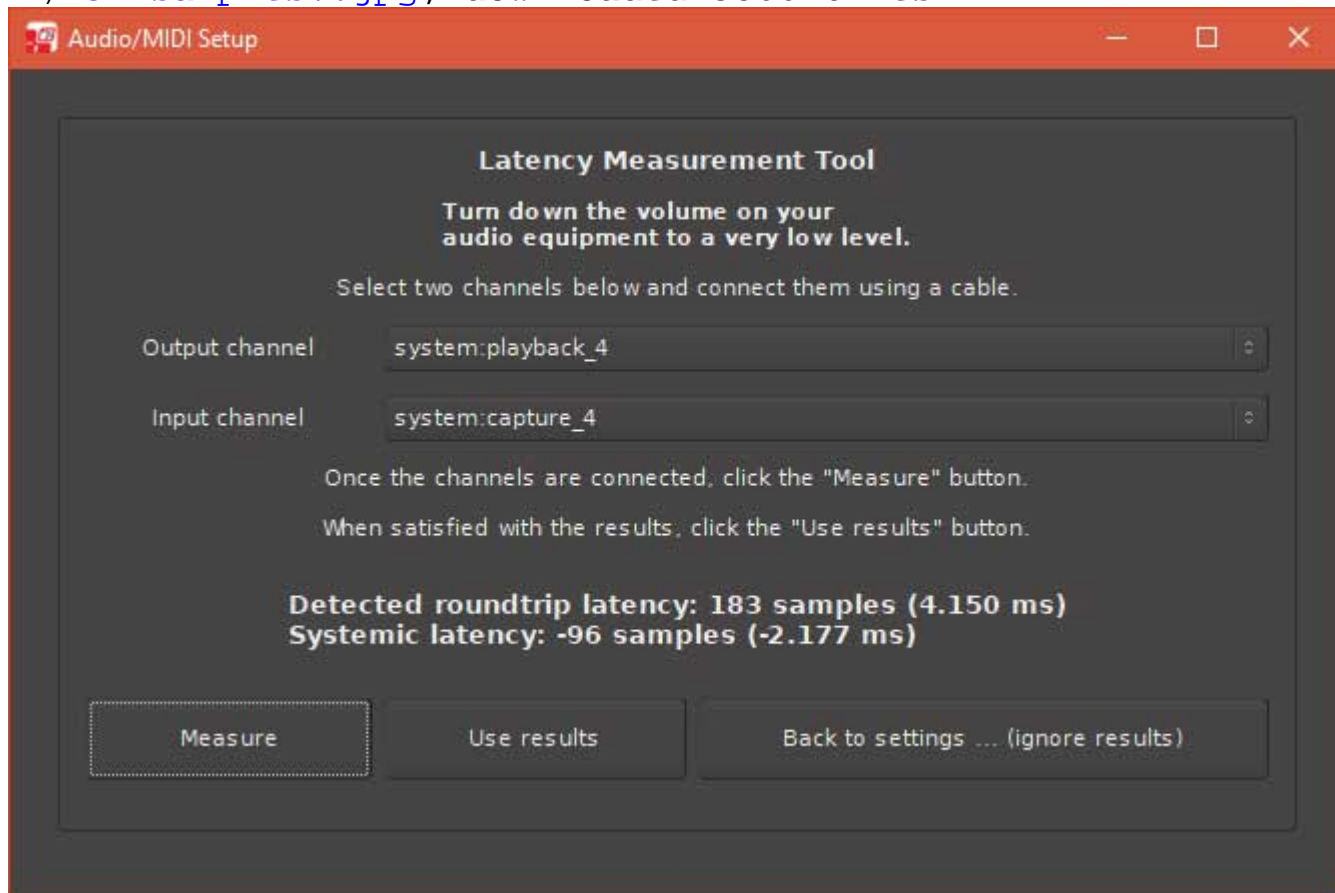 Audio/MIDI Setup
Latency Measurement Tool
Turn down the volume on your
audio equipment to a very low level.
Select two channels below and connect them using a cable.
Output channel system:playback_4
Input channel system:capture_4
Once the channels are connected, click the "Measure" button.
When satisfied with the results, click the "Use results" button.
Detected roundtrip latency: 183 samples (4.150 ms)
Systemic latency: -96 samples (-2.177 ms)
Measure Use results Back to settings ... (ignore results)